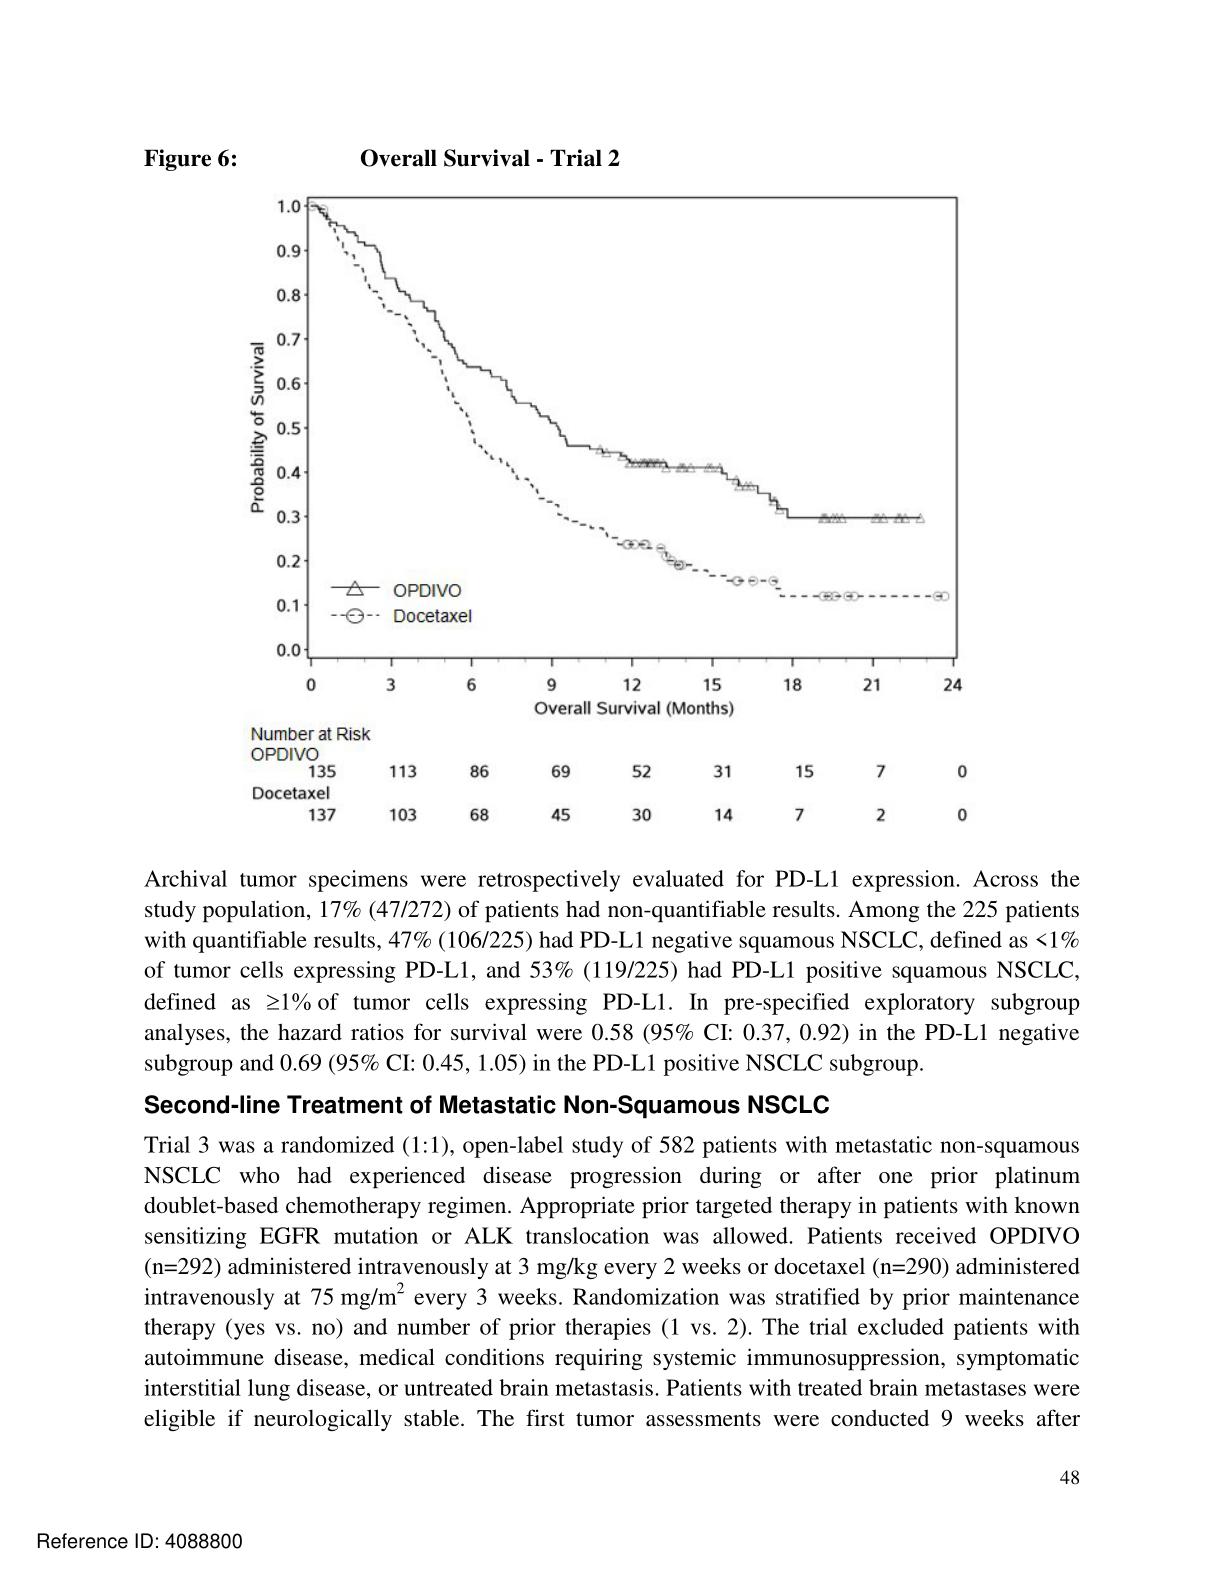 Figure 6: Overall Survival - Trial 2
1.0
0.9
0.8
0.7
0.6
0.5
0.4
0.3
0.2
0.1
0.0
Probability of Survival
OPDIVO
Docetaxel
0 3 6 9 12 15 18 21 24
Overall Survival (Months)
Number at Risk
OPDIVO
135 113 86 69 52 31 15 7 0
Docetaxel
137 103 68 45 30 14 7 2 0
Archival tumor specimens were retrospectively evaluated for PD-L1 expression. Across the
study population, 17% (47/272) of patients had non-quantifiable results. Among the 225 patients
with quantifiable results, 47% (106/225) had PD-L1 negative squamous NSCLC, defined as <1%
of tumor cells expressing PD-L1, and 53% (119/225) had PD-L1 positive squamous NSCLC,
defined as ≥1% of tumor cells expressing PD-L1. In pre-specified exploratory subgroup
analyses, the hazard ratios for survival were 0.58 (95% CI: 0.37, 0.92) in the PD-L1 negative
subgroup and 0.69 (95% CI: 0.45, 1.05) in the PD-L1 positive NSCLC subgroup.
Second-line Treatment of Metastatic Non-Squamous NSCLC
Trial 3 was a randomized (1:1), open-label study of 582 patients with metastatic non-squamous
NSCLC who had experienced disease progression during or after one prior platinum
doublet-based chemotherapy regimen. Appropriate prior targeted therapy in patients with known
sensitizing EGFR mutation or ALK translocation was allowed. Patients received OPDIVO
(n=292) administered intravenously at 3 mg/kg every 2 weeks or docetaxel (n=290) administered
intravenously at 75 mg/m² every 3 weeks. Randomization was stratified by prior maintenance
therapy (yes vs. no) and number of prior therapies (1 vs. 2). The trial excluded patients with
autoimmune disease, medical conditions requiring systemic immunosuppression, symptomatic
interstitial lung disease, or untreated brain metastasis. Patients with treated brain metastases were
eligible if neurologically stable. The first tumor assessments were conducted 9 weeks after
48
Reference ID: 4088800